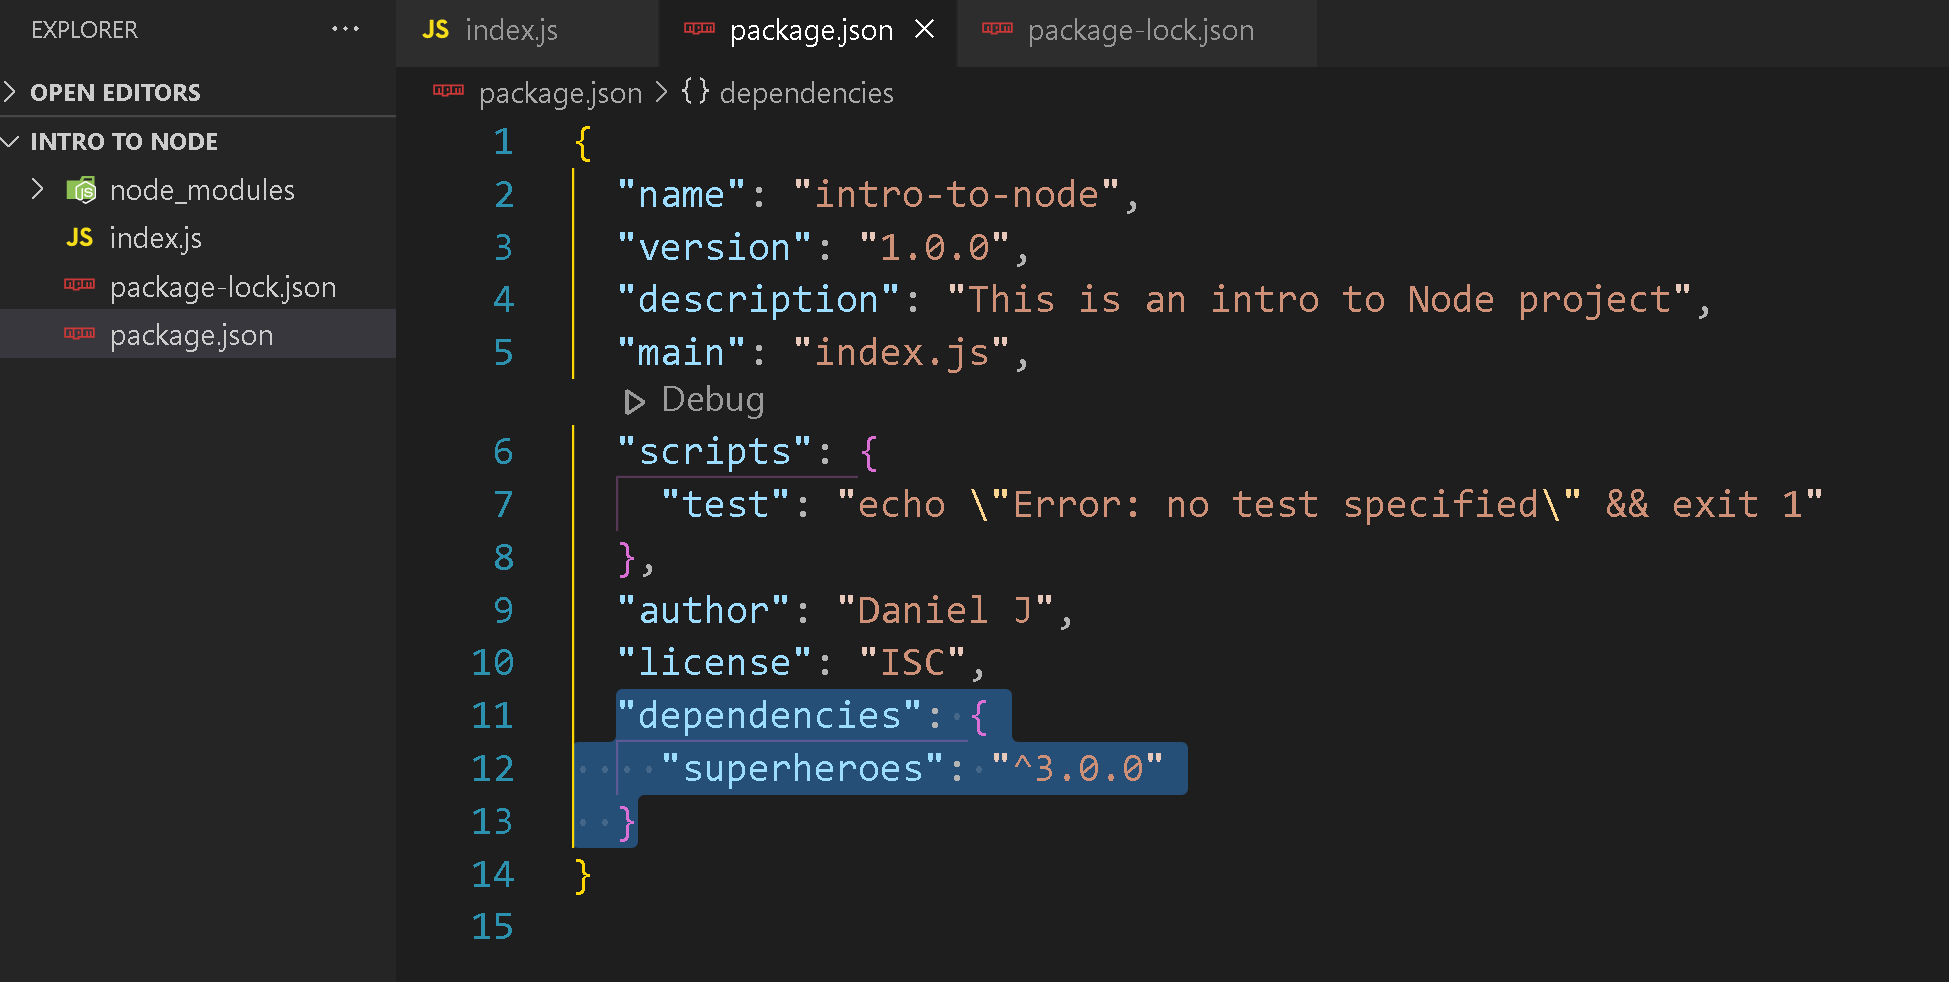 EXPLORER ...
OPEN EDITORS
INTRO TO NODE
node_modules
JS index.js
package-lock.json
package.json
JS index.js package.json package-lock.json
package.json > {} dependencies
1 {
2 "name": "intro-to-node",
3 "version": "1.0.0",
4 "description": "This is an intro to Node project",
5 "main": "index.js",
Debug
6 "scripts": {
7 "test": "echo \"Error: no test specified\" && exit 1"
8 },
9 "author": "Daniel J",
10 "license": "ISC",
11 "dependencies": {
12 "superheroes": "^3.0.0"
13 }
14 }
15